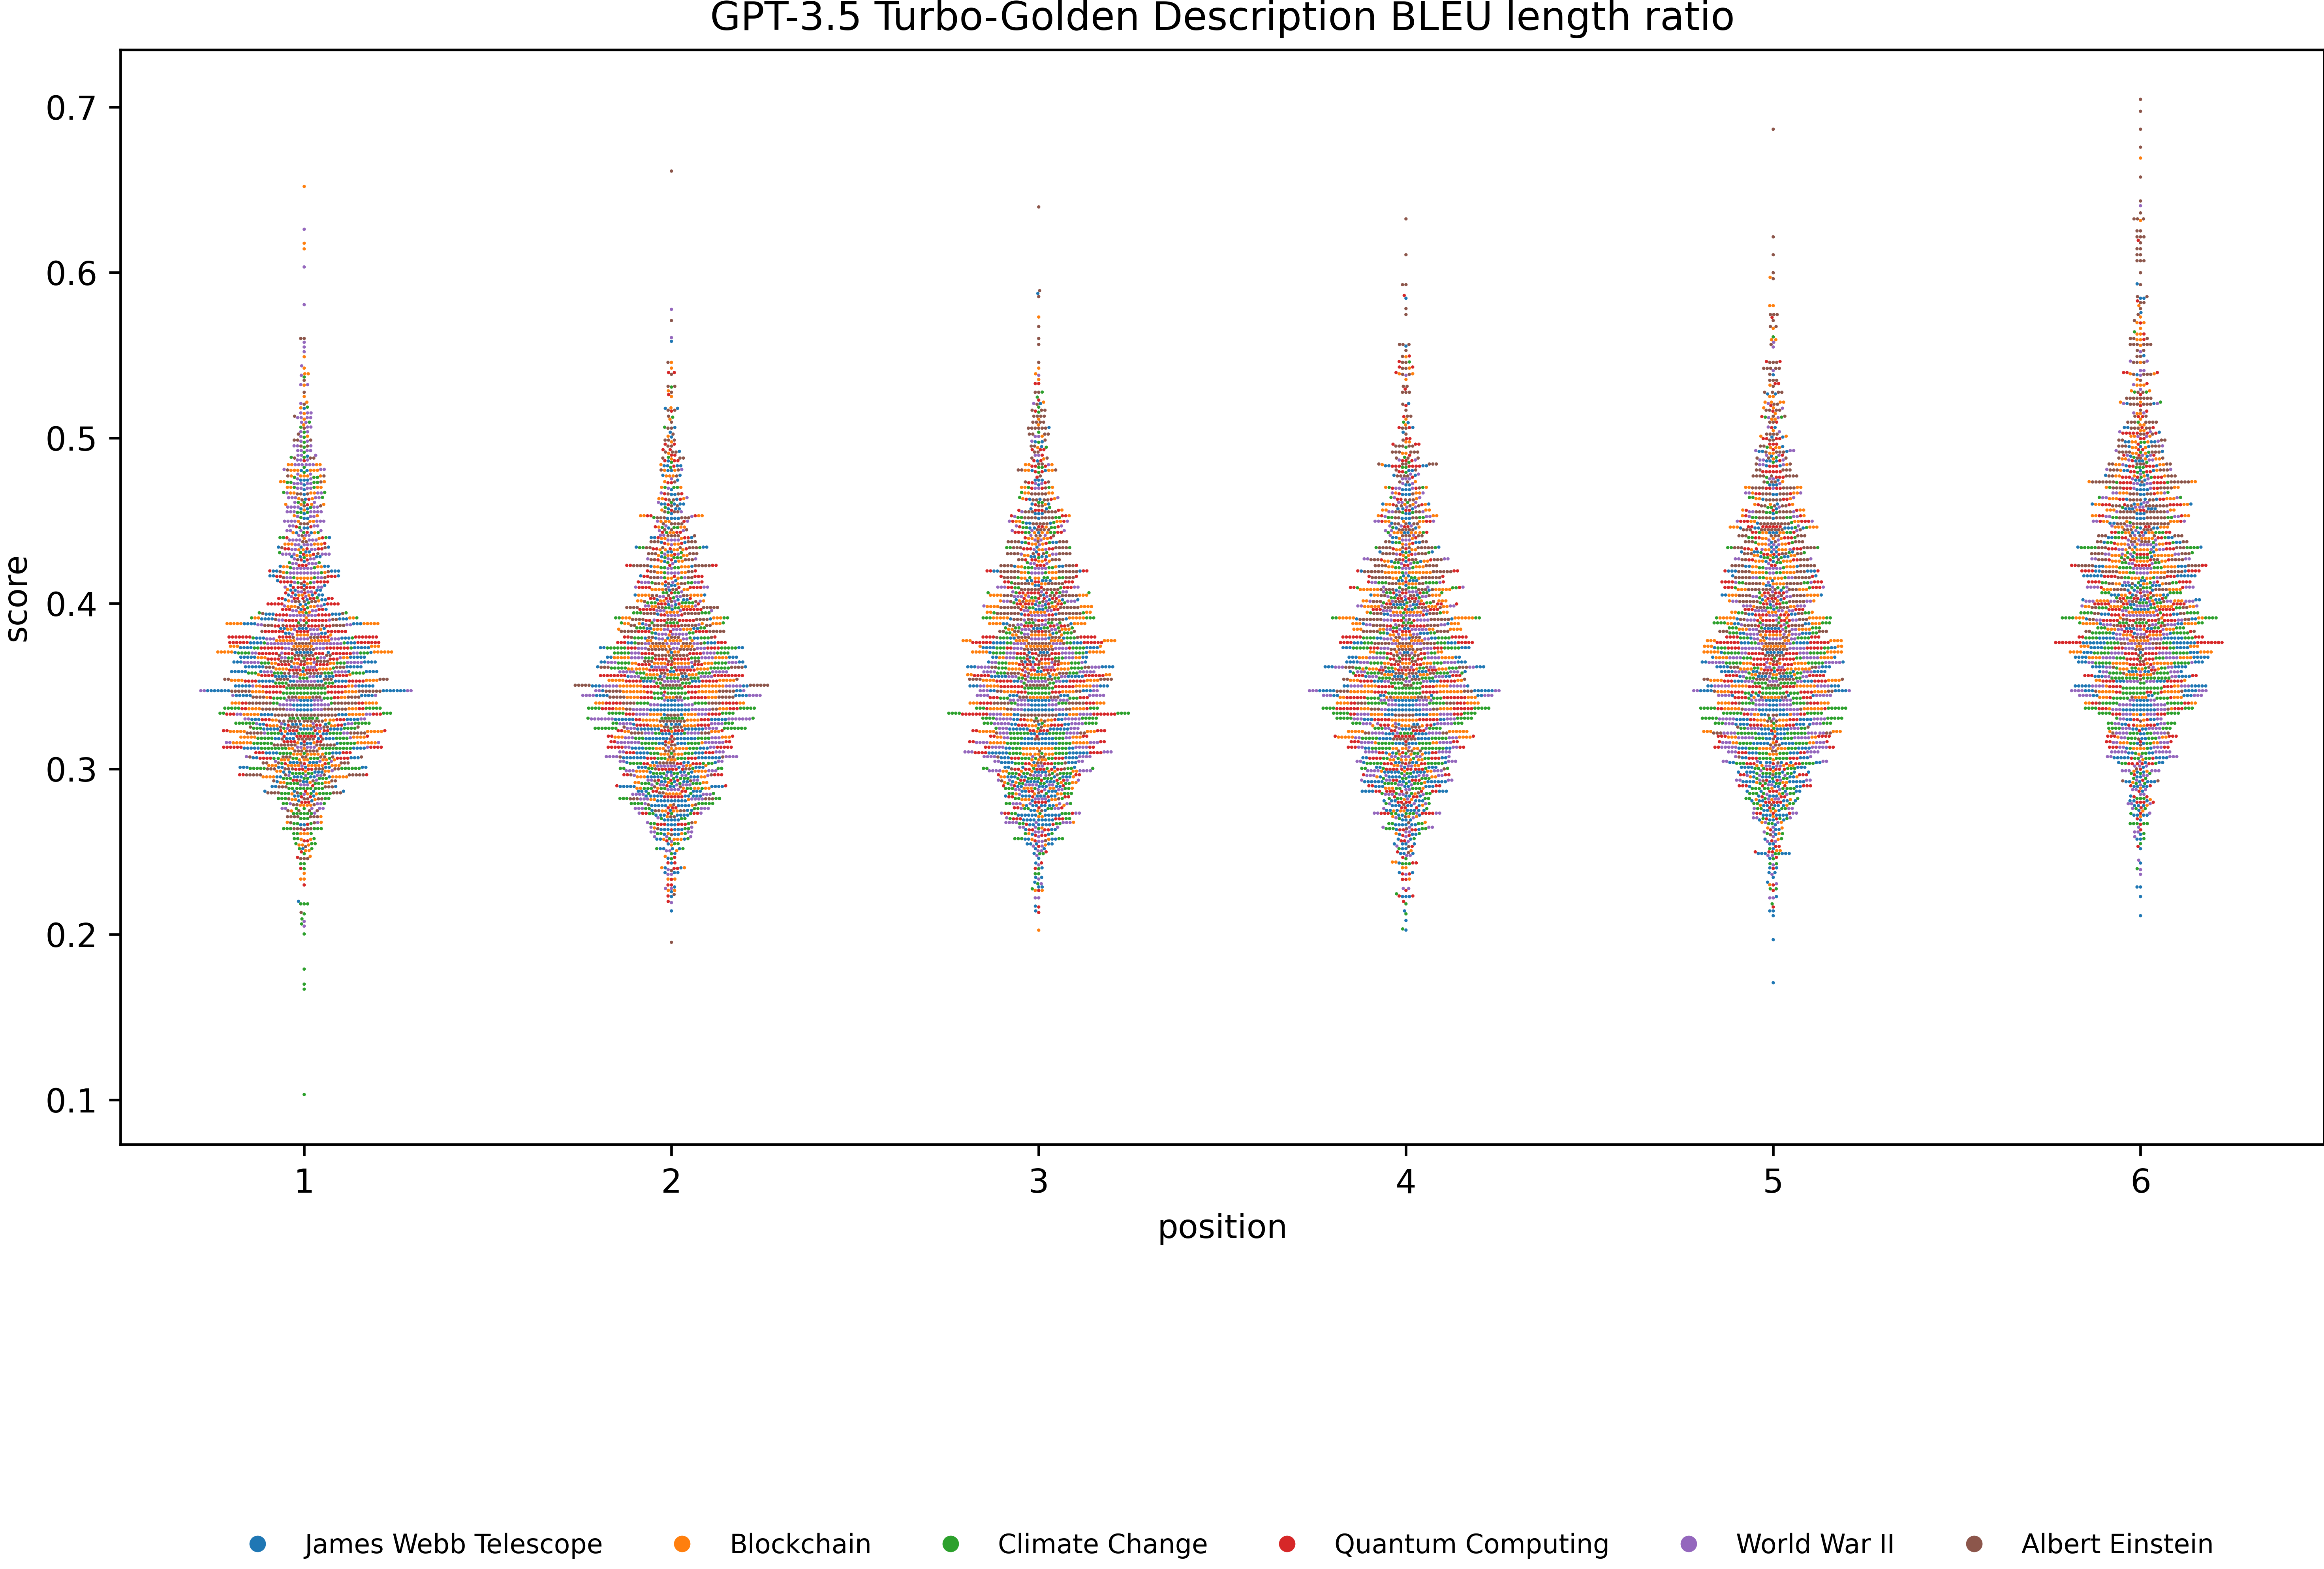 GPT-3.5 Turbo-Golden Description BLEU length ratio
score
0.7
0.6
0.5
0.4
0.3
0.2
0.1
1 2 3 4 5 6
position
James Webb Telescope Blockchain Climate Change Quantum Computing World War II Albert Einstein